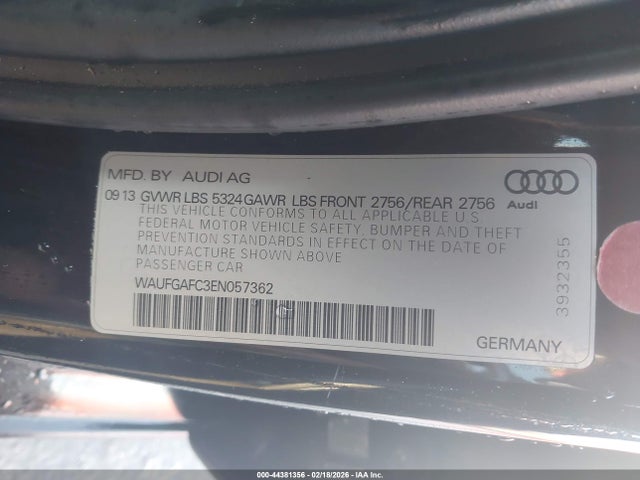 MFD. BY AUDI AG
09 13 GVWR LBS 5324 GAWR LBS FRONT 2756/REAR 2756
Audi
THIS VEHICLE CONFORMS TO ALL APPLICABLE U.S.
FEDERAL MOTOR VEHICLE SAFETY, BUMPER AND THEFT
PREVENTION STANDARDS IN EFFECT ON THE DATE OF
MANUFACTURE SHOWN ABOVE
PASSENGER CAR
WAUFGAFC3EN057362
GERMANY
3932355
000-44381356 - 02/18/2026 - IAA Inc.